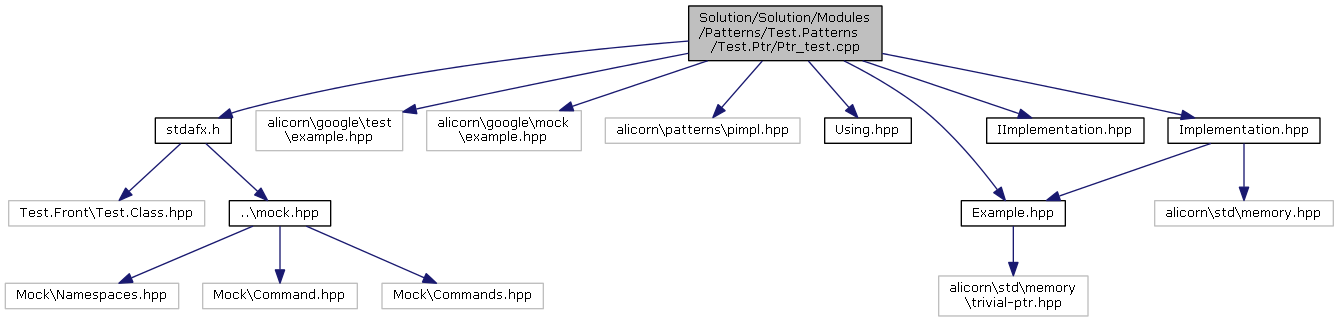 Solution/Solution/Modules
/Patterns/Test.Patterns
/Test.Ptr/Ptr_test.cpp
stdafx.h
alicorn\google\test
\example.hpp
alicorn\google\mock
\example.hpp
alicorn\patterns\pimpl.hpp
Using.hpp
IImplementation.hpp
Implementation.hpp
Test.Front\Test.Class.hpp
..\mock.hpp
Example.hpp
alicorn\std\memory.hpp
Mock\Namespaces.hpp
Mock\Command.hpp
Mock\Commands.hpp
alicorn\std\memory
\trivial-ptr.hpp